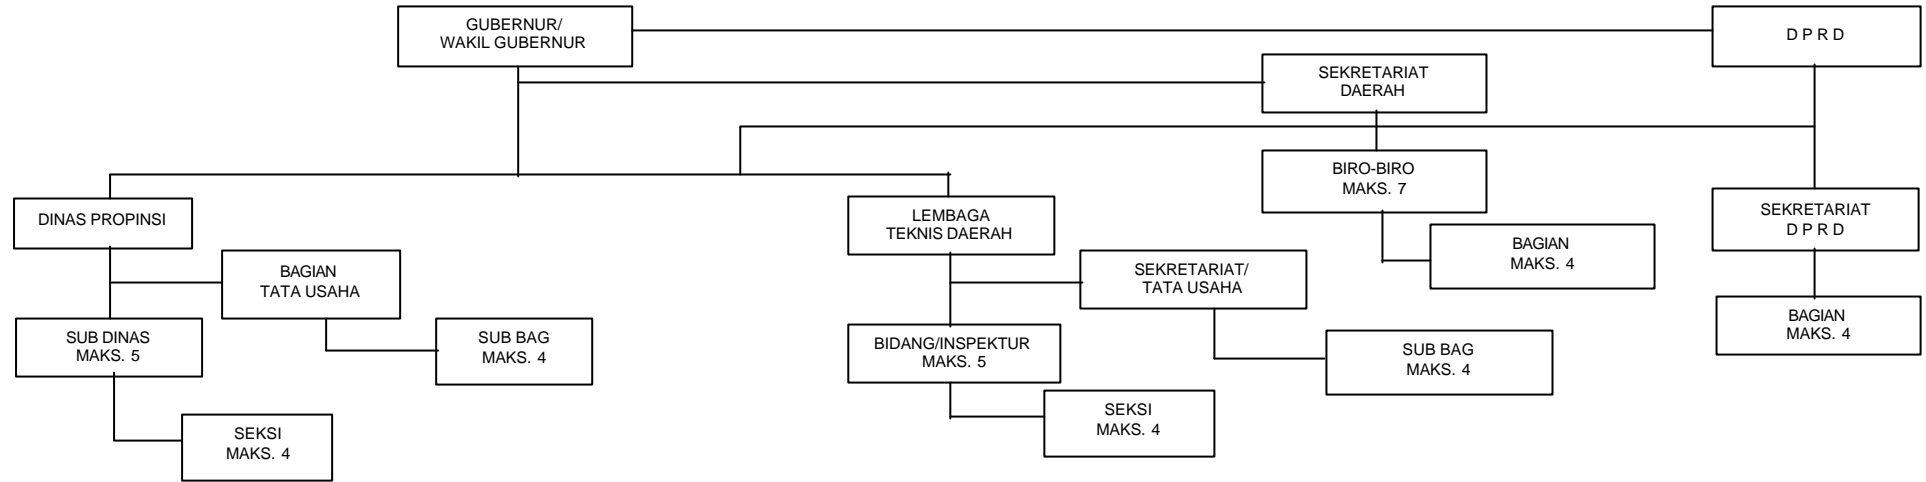 GUBERNUR/
WAKIL GUBERNUR
D P R D
SEKRETARIAT
DAERAH
BIRO-BIRO
MAKS. 7
DINAS PROPINSI
LEMBAGA
TEKNIS DAERAH
SEKRETARIAT
D P R D
BAGIAN
MAKS. 4
BAGIAN
TATA USAHA
SEKRETARIAT/
TATA USAHA
BAGIAN
MAKS. 4
SUB DINAS
MAKS. 5
SUB BAG
MAKS. 4
BIDANG/INSPEKTUR
MAKS. 5
SUB BAG
MAKS. 4
SEKSI
MAKS. 4
SEKSI
MAKS. 4